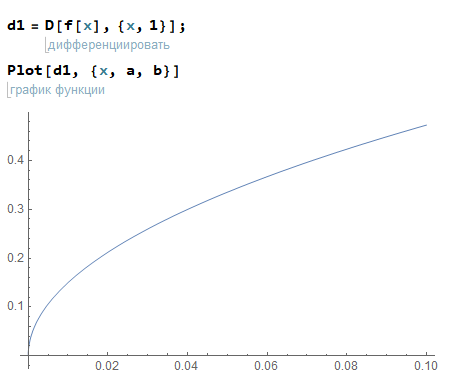 d1 = D[f[x], {x, 1}];
дифференциировать
Plot[d1, {x, a, b}]
график функции
0.4
0.3
0.2
0.1
0.02 0.04 0.06 0.08 0.10